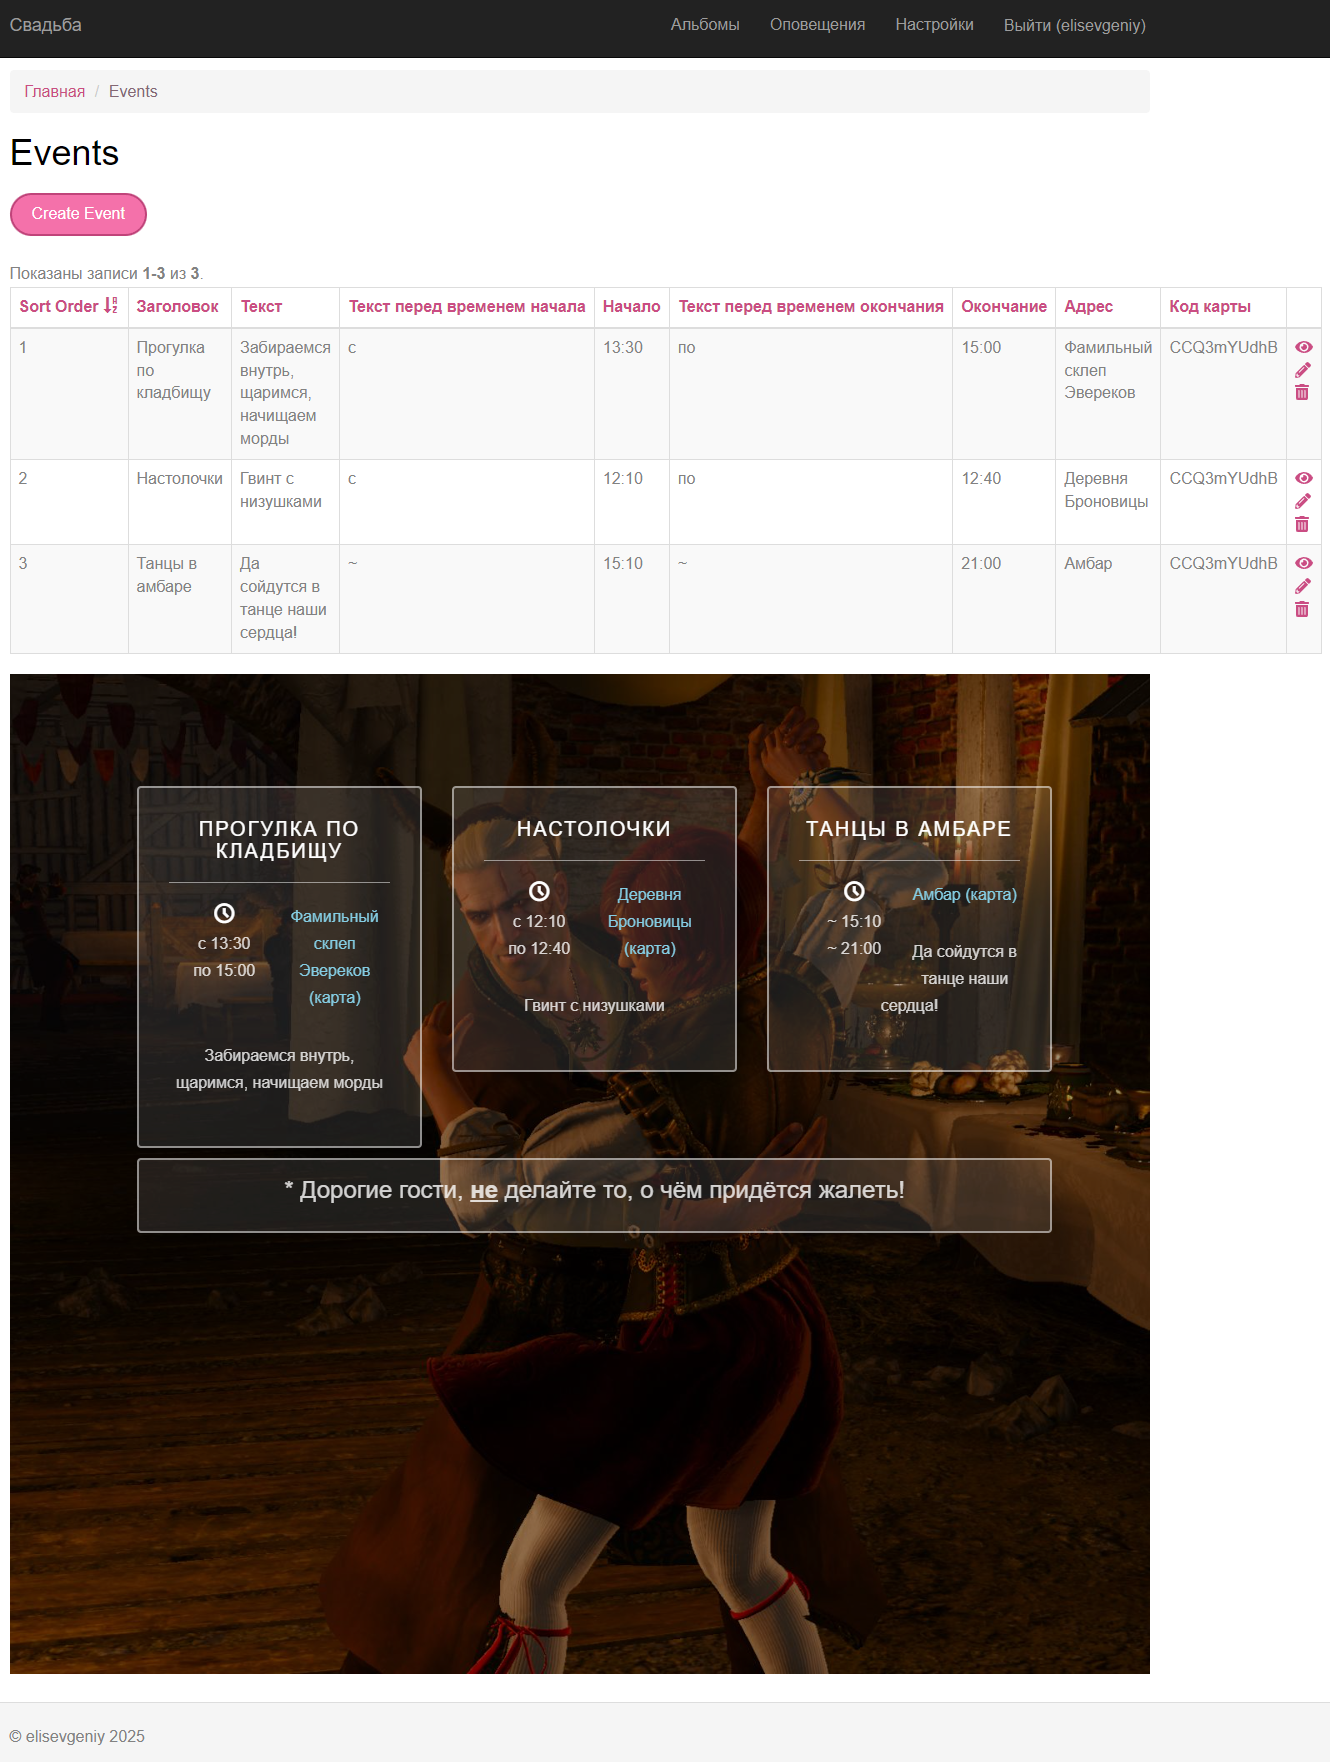 Свадьба
Альбомы
Оповещения
Настройки
Выйти (elisevgeniy)
Главная / Events
Events
Create Event
Показаны записи 1-3 из 3.
Sort Order Заголовок Текст Текст перед временем начала Начало Текст перед временем окончания Окончание Адрес Код карты
1
Прогулка
по
кладбищу
Забираемся
внутрь,
щаримся,
начищаем
морды
с
13:30
по
15:00
Фамильный
склеп
Эвереков
CCQ3mYUdhB
2
Настолочки
Гвинт с
низушками
с
12:10
по
12:40
Деревня
Броновицы
CCQ3mYUdhB
3
Танцы в
амбаре
Да
сойдутся в
танце наши
сердца!
~
15:10
~
21:00
Амбар
CCQ3mYUdhB
ПРОГУЛКА ПО
КЛАДБИЩУ
с 13:30
по 15:00
Фамильный
склеп
Эвереков
(карта)
Забираемся внутрь,
щаримся, начищаем морды
НАСТОЛОЧКИ
с 12:10
по 12:40
Деревня
Броновицы
(карта)
Гвинт с низушками
ТАНЦЫ В АМБАРЕ
~ 15:10
~ 21:00
Амбар (карта)
Да сойдутся в
танце наши
сердца!
* Дорогие гости, не делайте то, о чём придётся жалеть!
© elisevgeniy 2025